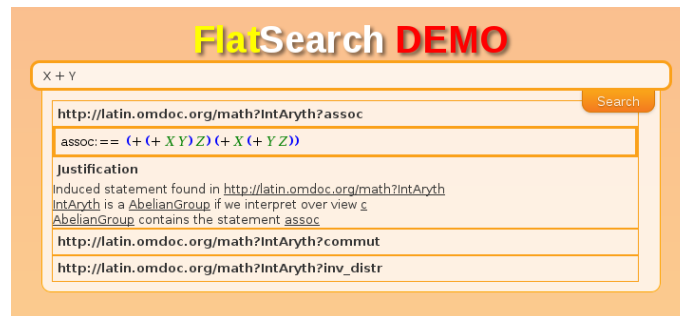 FlatSearch DEMO
X + Y
Search
http://latin.omdoc.org/math?IntAryth?assoc
assoc: == (+ (+ X Y) Z) (+ X (+ Y Z))
Justification
Induced statement found in http://latin.omdoc.org/math?IntAryth
IntAryth is a AbelianGroup if we interpret over view c
AbelianGroup contains the statement assoc
http://latin.omdoc.org/math?IntAryth?commut
http://latin.omdoc.org/math?IntAryth?inv_distr